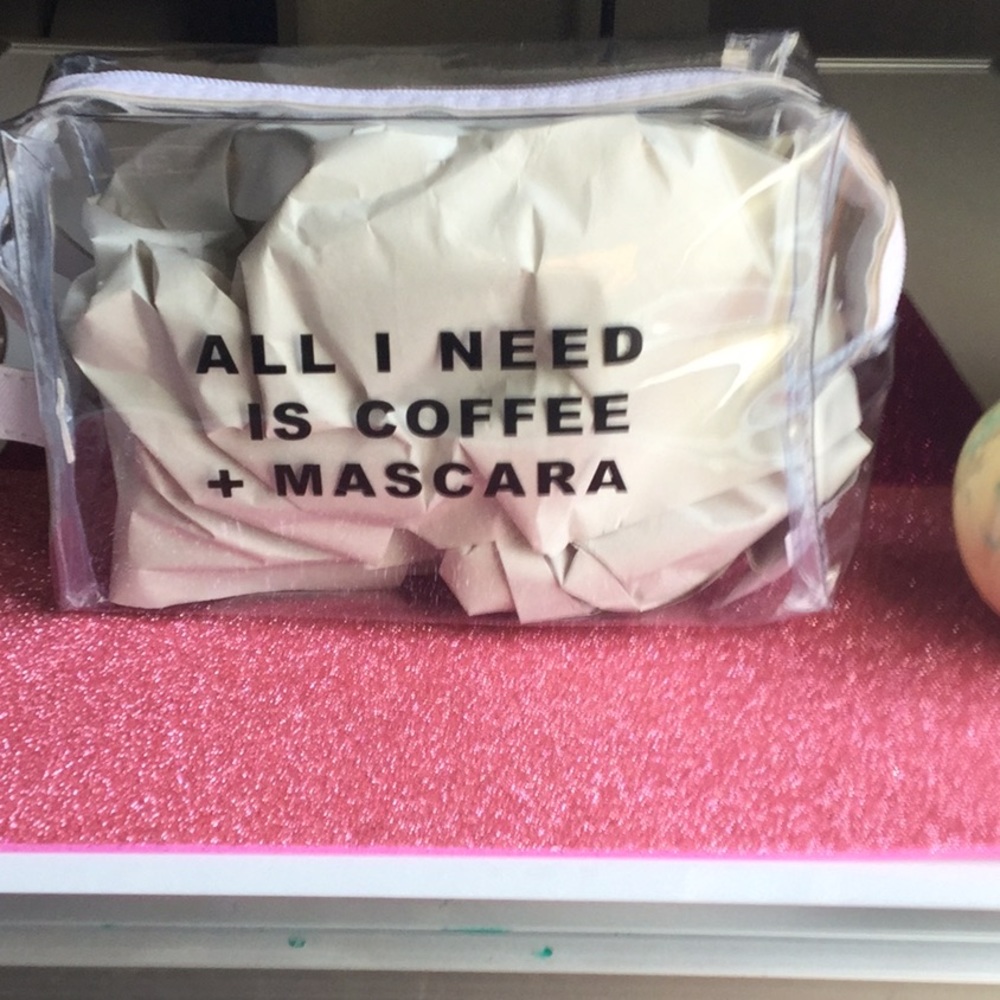 ALL I NEED
IS COFFEE
+ MASCARA